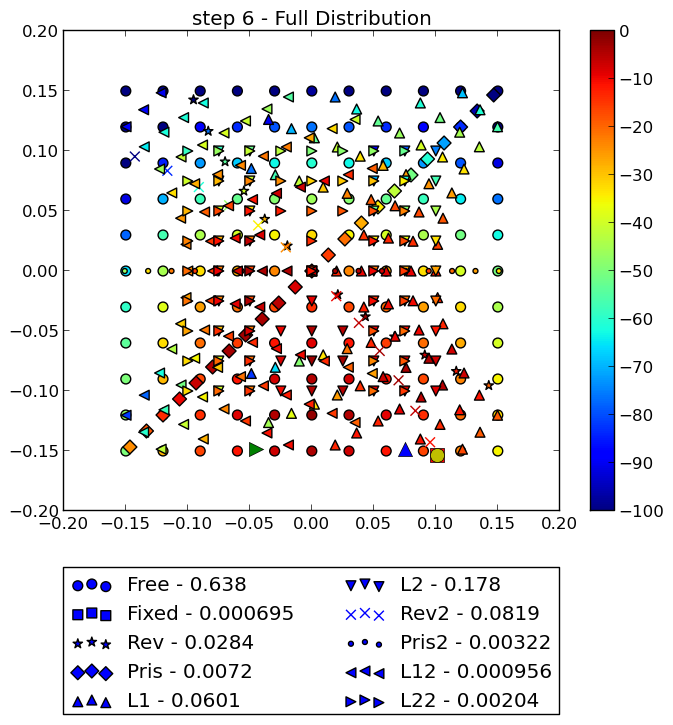 step 6 - Full Distribution
0.20
0.15
0.10
0.05
0.00
−0.05
−0.10
−0.15
−0.20
−0.20 −0.15 −0.10 −0.05 0.00 0.05 0.10 0.15 0.20
0
−10
−20
−30
−40
−50
−60
−70
−80
−90
−100
Free - 0.638
Fixed - 0.000695
Rev - 0.0284
Pris - 0.0072
L1 - 0.0601
L2 - 0.178
Rev2 - 0.0819
Pris2 - 0.00322
L12 - 0.000956
L22 - 0.00204